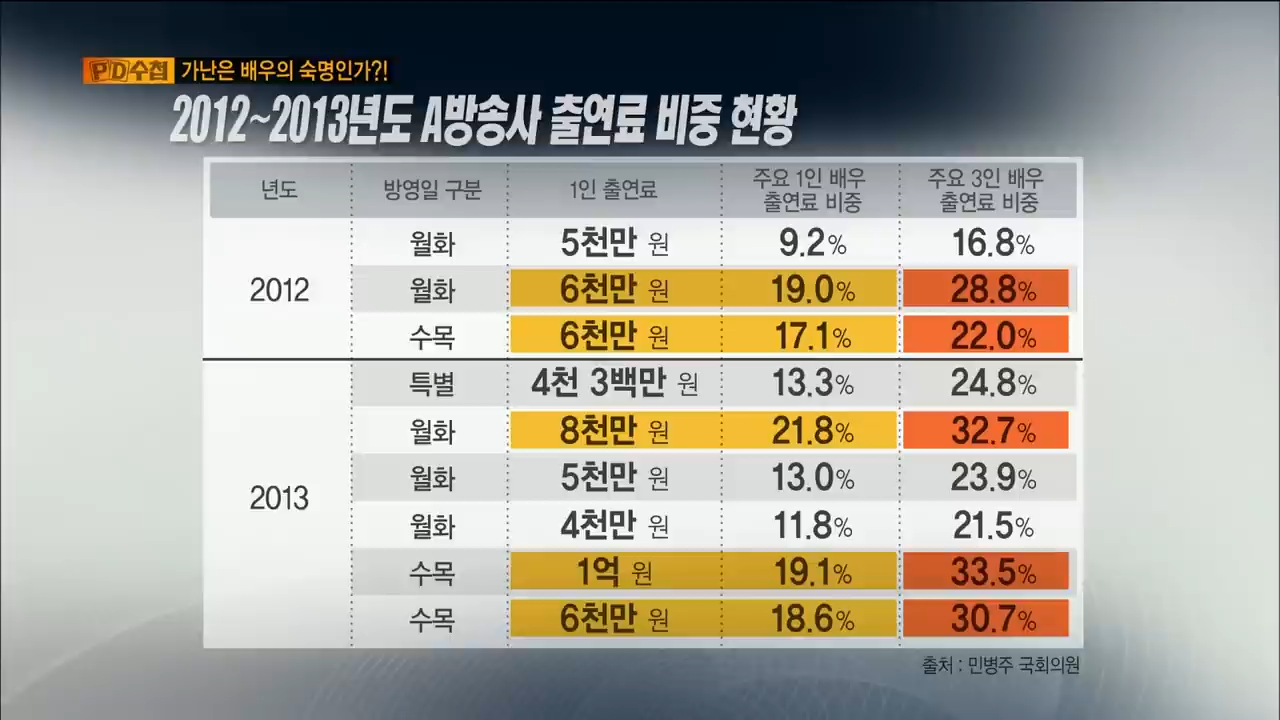 PD수첩 가난은 배우의 숙명인가?!
2012~2013년도 A방송사 출연료 비중 현황
년도 방영일 구분 1인 출연료 주요 1인 배우 출연료 비중 주요 3인 배우 출연료 비중
2012
월화 5천만 원 9.2% 16.8%
월화 6천만 원 19.0% 28.8%
수목 6천만 원 17.1% 22.0%
2013
특별 4천 3백만 원 13.3% 24.8%
월화 8천만 원 21.8% 32.7%
월화 5천만 원 13.0% 23.9%
월화 4천만 원 11.8% 21.5%
수목 1억 원 19.1% 33.5%
수목 6천만 원 18.6% 30.7%
출처 : 민병주 국회의원